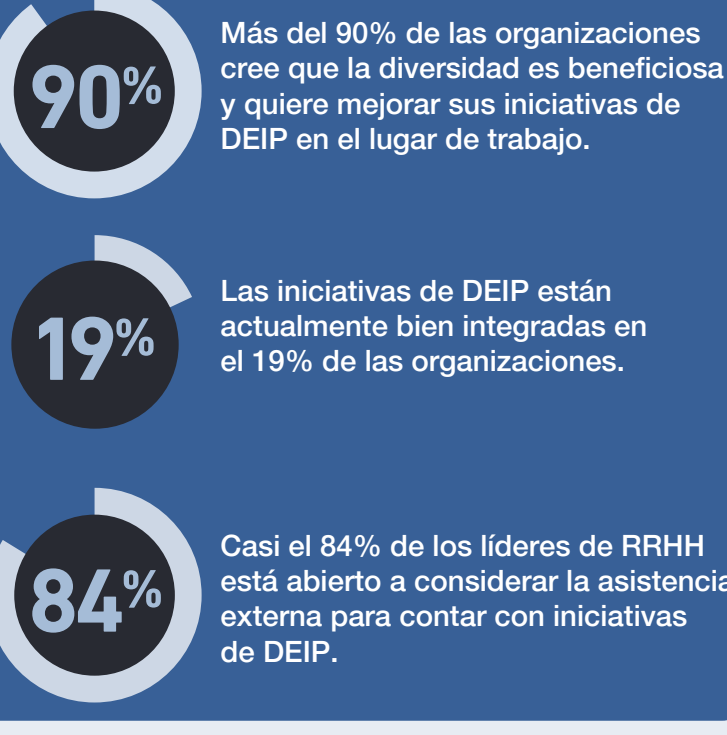 90%
Más del 90% de las organizaciones
cree que la diversidad es beneficiosa
y quiere mejorar sus iniciativas de
DEIP en el lugar de trabajo.
19%
Las iniciativas de DEIP están
actualmente bien integradas en
el 19% de las organizaciones.
84%
Casi el 84% de los líderes de RRHH
está abierto a considerar la asistencia
externa para contar con iniciativas
de DEIP.